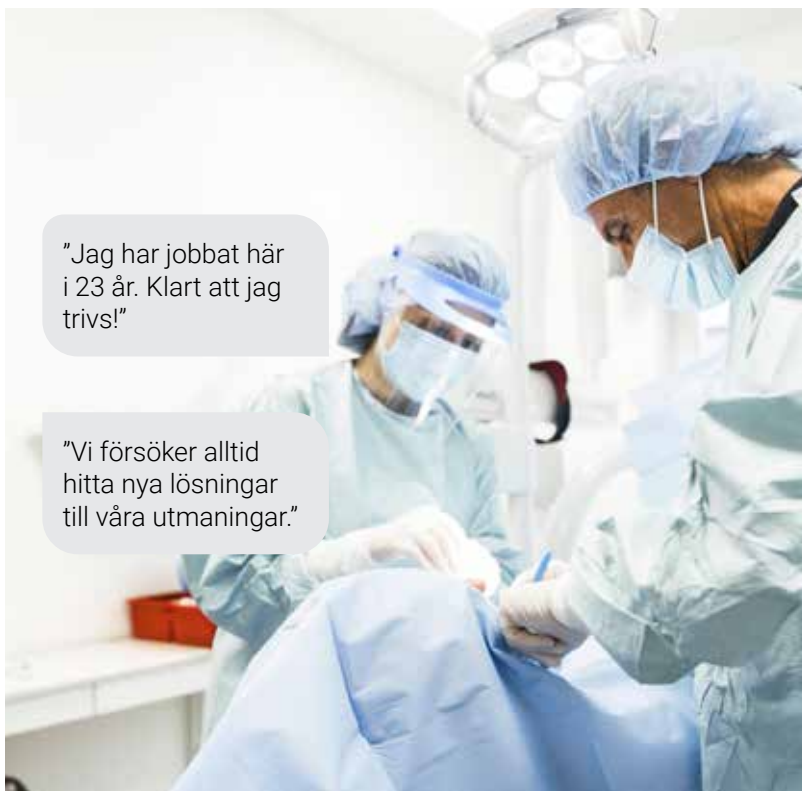 ”Jag har jobbat här
i 23 år. Klart att jag
trivs!”
”Vi försöker alltid
hitta nya lösningar
till våra utmaningar.”